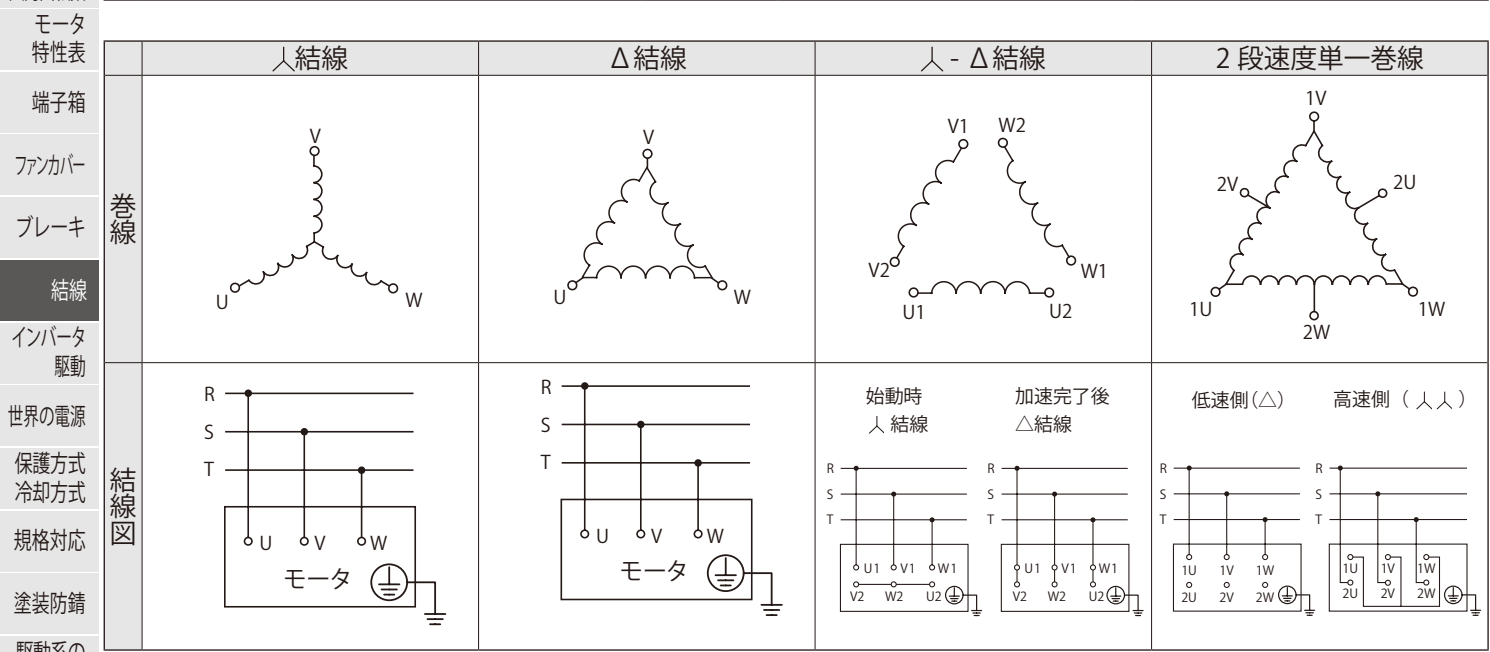 モータ
特性表
端子箱
ファンカバー
ブレーキ
結線
インバータ
駆動
世界の電源
保護方式
冷却方式
規格対応
塗装防錆
駆動系の
人結線
Δ結線
人 - Δ結線
2 段速度単一巻線
巻線
V
U
W
V
U
W
V1 W2
V2
W1
U1
U2
1V
2V
2U
1U
1W
2W
結線図
R
S
T
U V W
モータ
R
S
T
U V W
モータ
始動時
人 結線
加速完了後
△結線
R
S
T
U1 V1 W1
V2 W2 U2
R
S
T
U1 V1 W1
V2 W2 U2
低速側(△)
高速側 ( 人人 )
R
S
T
1U 1V 1W
2U 2V 2W
R
S
T
1U 1V 1W
2U 2V 2W